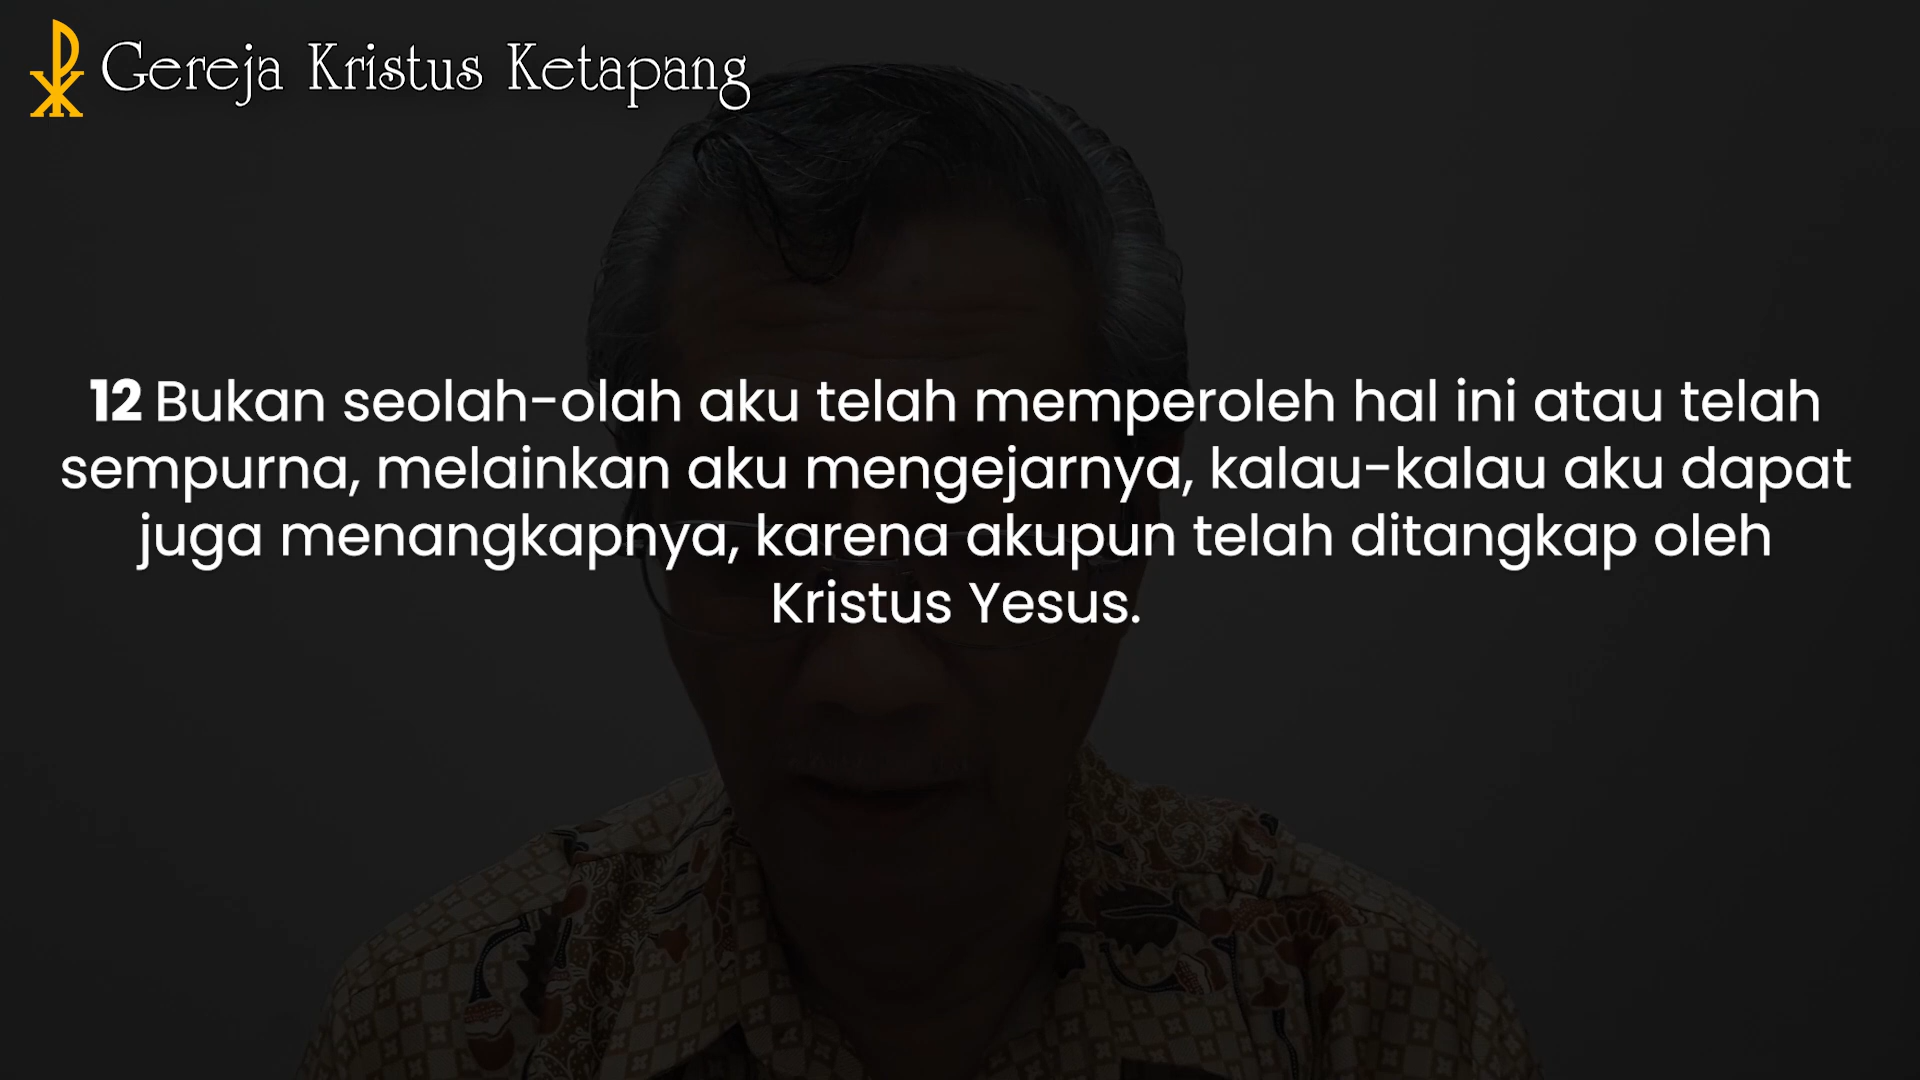 Gereja Kristus Ketapang
12 Bukan seolah-olah aku telah memperoleh hal ini atau telah
sempurna, melainkan aku mengejarnya, kalau-kalau aku dapat
juga menangkapnya, karena akupun telah ditangkap oleh
Kristus Yesus.